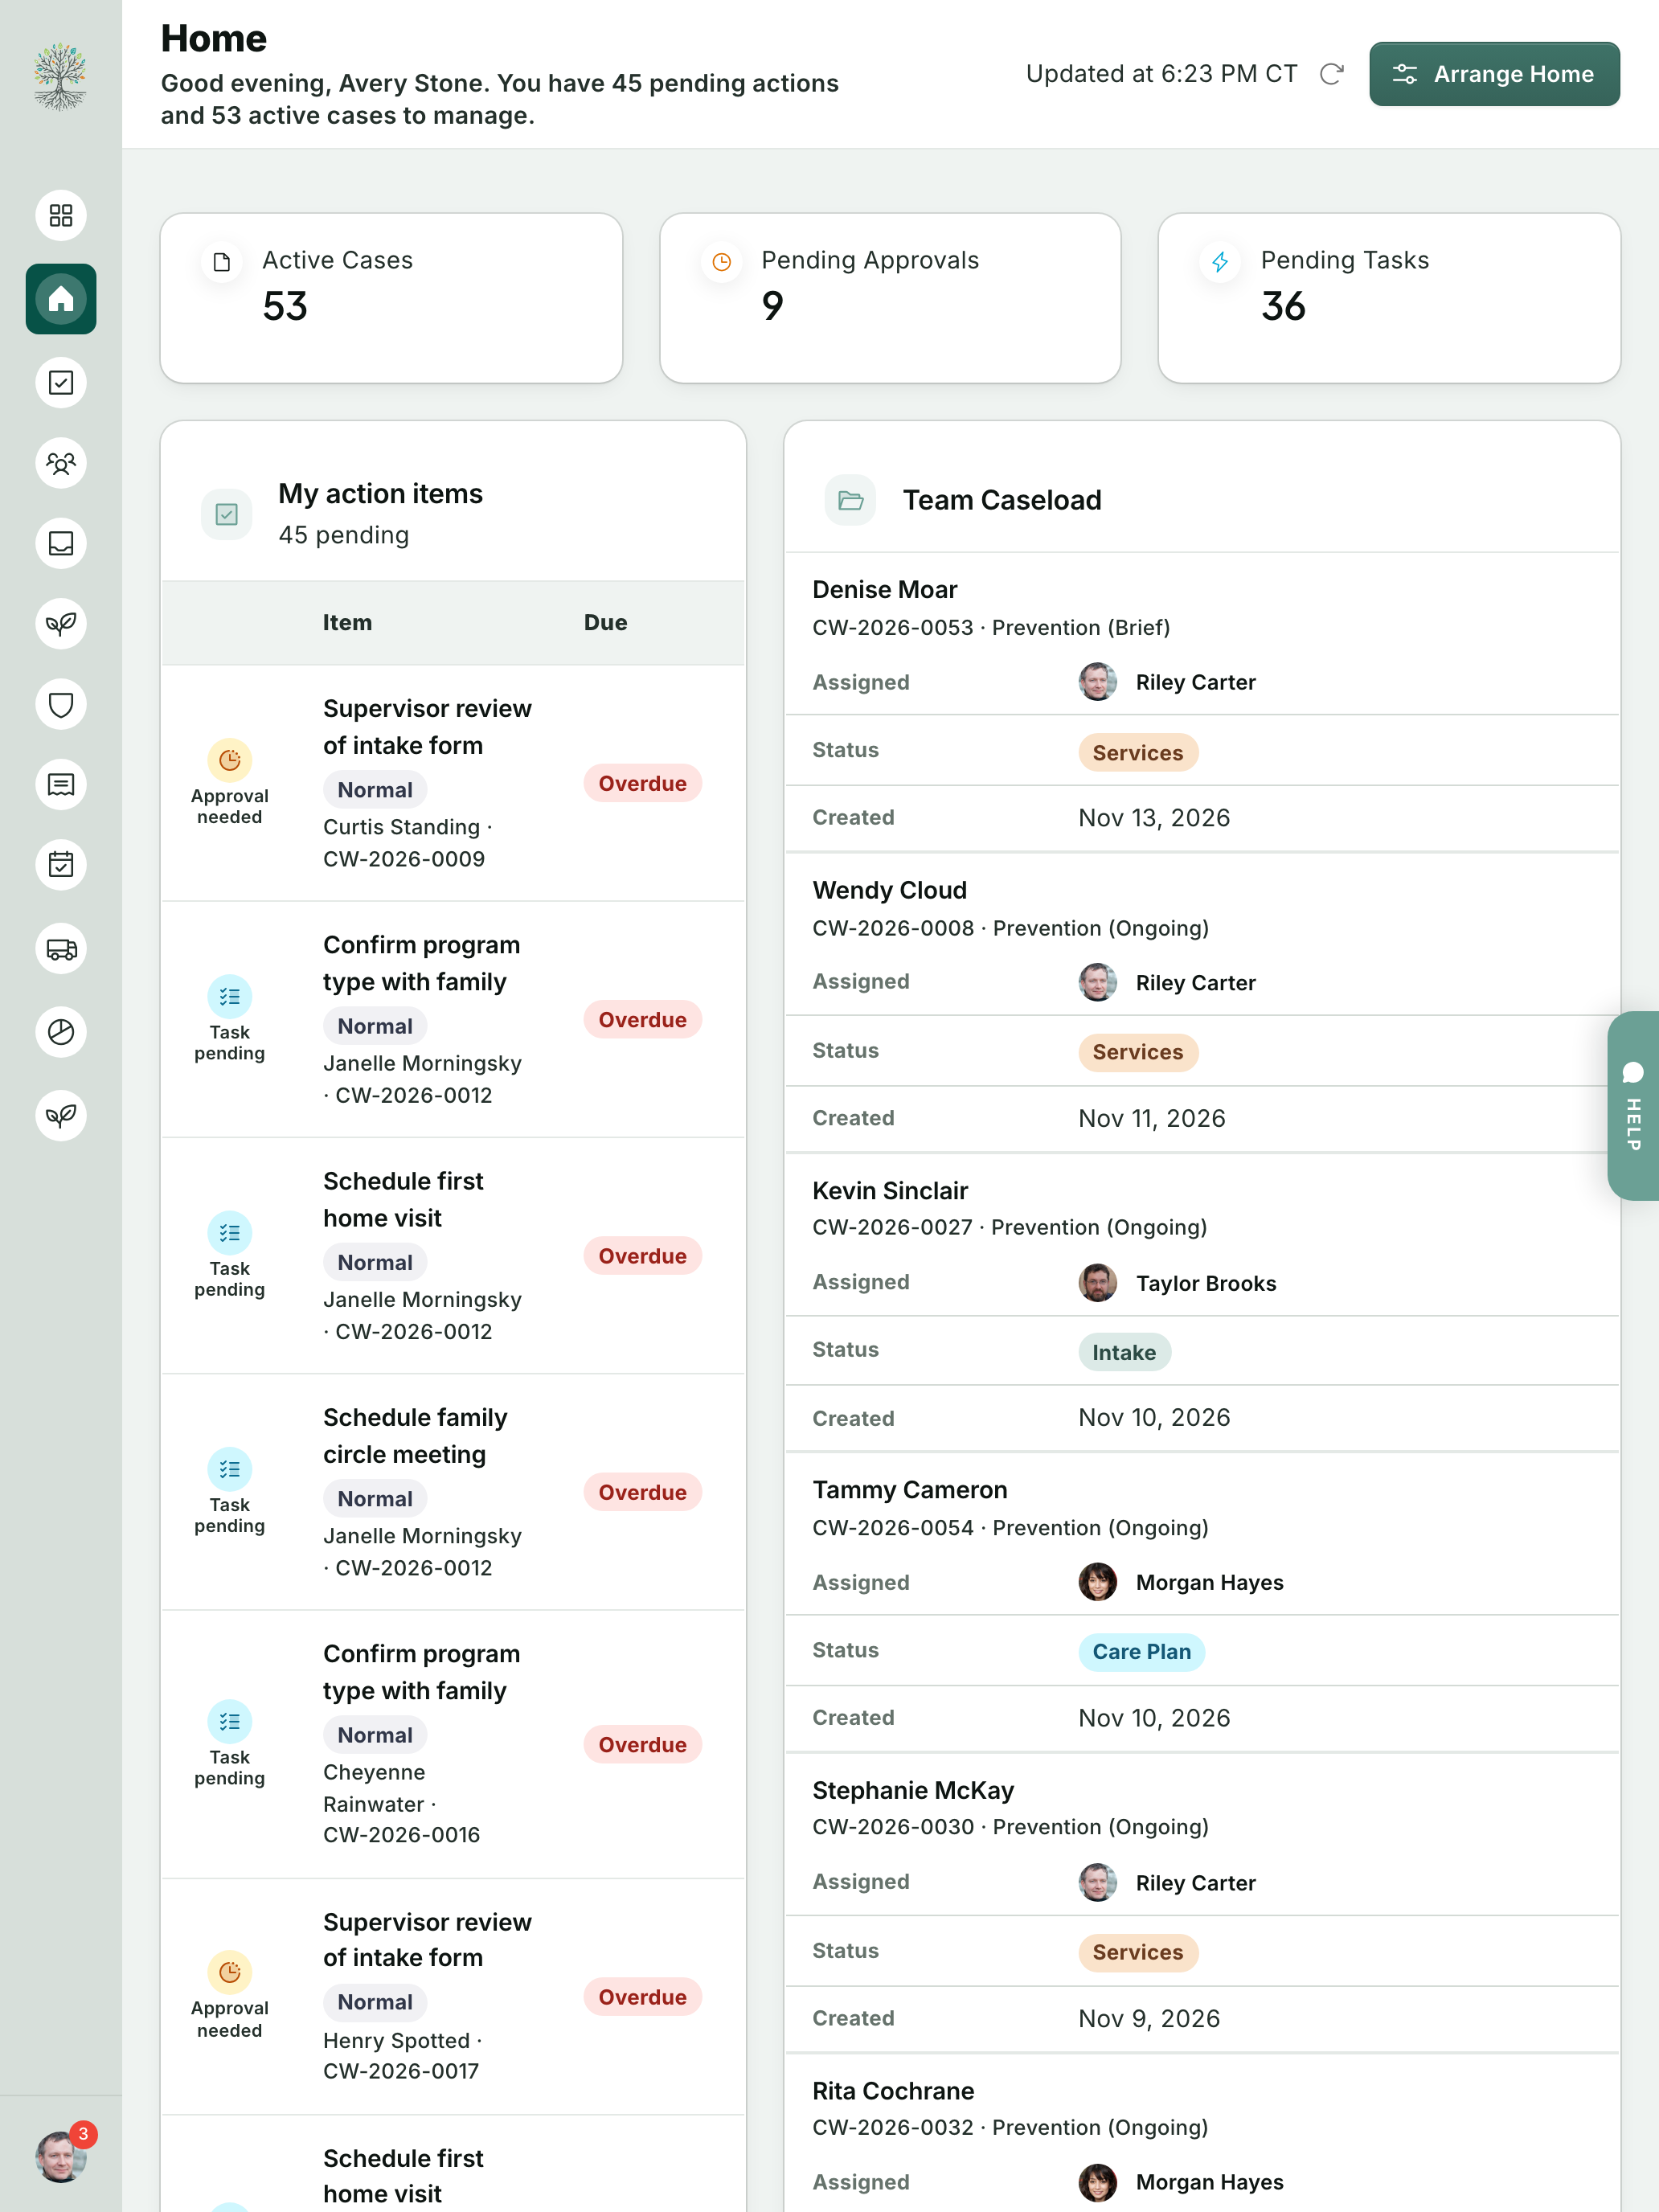 Home
Good evening, Avery Stone. You have 45 pending actions
and 53 active cases to manage.
Updated at 6:23 PM CT
Arrange Home
Active Cases
53
Pending Approvals
9
Pending Tasks
36
My action items
45 pending
Item
Due
Approval
needed
Supervisor review
of intake form
Normal
Curtis Standing ·
CW-2026-0009
Overdue
Task
pending
Confirm program
type with family
Normal
Janelle Morningsky
· CW-2026-0012
Overdue
Task
pending
Schedule first
home visit
Normal
Janelle Morningsky
· CW-2026-0012
Overdue
Task
pending
Schedule family
circle meeting
Normal
Janelle Morningsky
· CW-2026-0012
Overdue
Task
pending
Confirm program
type with family
Normal
Cheyenne
Rainwater ·
CW-2026-0016
Overdue
Approval
needed
Supervisor review
of intake form
Normal
Henry Spotted ·
CW-2026-0017
Overdue
Schedule first
home visit
Team Caseload
Denise Moar
CW-2026-0053 · Prevention (Brief)
Assigned
Riley Carter
Status
Services
Created
Nov 13, 2026
Wendy Cloud
CW-2026-0008 · Prevention (Ongoing)
Assigned
Riley Carter
Status
Services
Created
Nov 11, 2026
Kevin Sinclair
CW-2026-0027 · Prevention (Ongoing)
Assigned
Taylor Brooks
Status
Intake
Created
Nov 10, 2026
Tammy Cameron
CW-2026-0054 · Prevention (Ongoing)
Assigned
Morgan Hayes
Status
Care Plan
Created
Nov 10, 2026
Stephanie McKay
CW-2026-0030 · Prevention (Ongoing)
Assigned
Riley Carter
Status
Services
Created
Nov 9, 2026
Rita Cochrane
CW-2026-0032 · Prevention (Ongoing)
Assigned
Morgan Hayes
HELP
3